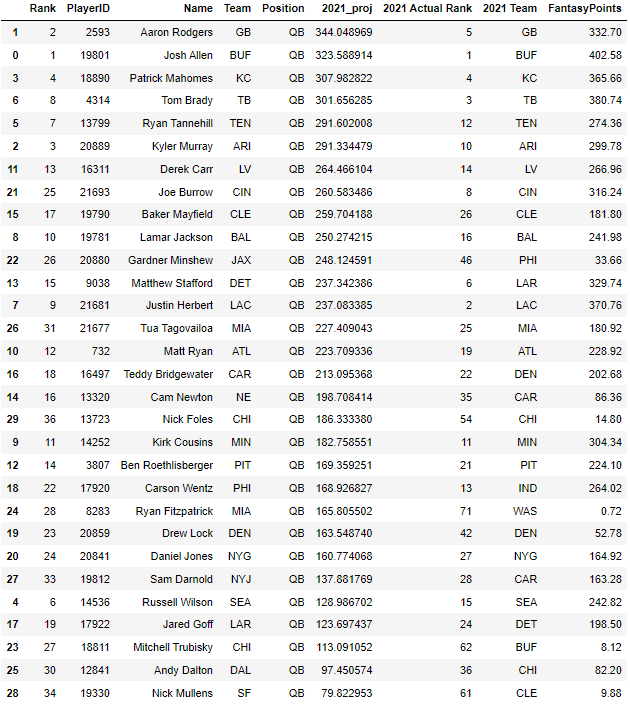 Rank PlayerID Name Team Position 2021_proj 2021 Actual Rank 2021 Team FantasyPoints
1 2 2593 Aaron Rodgers GB QB 344.048969 5 GB 332.70
0 1 19801 Josh Allen BUF QB 323.588914 1 BUF 402.58
3 4 18890 Patrick Mahomes KC QB 307.982822 4 KC 365.66
6 8 4314 Tom Brady TB QB 301.656285 3 TB 380.74
5 7 13799 Ryan Tannehill TEN QB 291.602008 12 TEN 274.36
2 3 20889 Kyler Murray ARI QB 291.334479 10 ARI 299.78
11 13 16311 Derek Carr LV QB 264.466104 14 LV 266.96
21 25 21693 Joe Burrow CIN QB 260.583486 8 CIN 316.24
15 17 19790 Baker Mayfield CLE QB 259.704188 26 CLE 181.80
8 10 19781 Lamar Jackson BAL QB 250.274215 16 BAL 241.98
22 26 20880 Gardner Minshew JAX QB 248.124591 46 PHI 33.66
13 15 9038 Matthew Stafford DET QB 237.342386 6 LAR 329.74
7 9 21681 Justin Herbert LAC QB 237.083385 2 LAC 370.76
26 31 21677 Tua Tagovailoa MIA QB 227.409043 25 MIA 180.92
10 12 732 Matt Ryan ATL QB 223.709336 19 ATL 228.92
16 18 16497 Teddy Bridgewater CAR QB 213.095368 22 DEN 202.68
14 16 13320 Cam Newton NE QB 198.708414 35 CAR 86.36
29 36 13723 Nick Foles CHI QB 186.333380 54 CHI 14.80
9 11 14252 Kirk Cousins MIN QB 182.758551 11 MIN 304.34
12 14 3807 Ben Roethlisberger PIT QB 169.359251 21 PIT 224.10
18 22 17920 Carson Wentz PHI QB 168.926827 13 IND 264.02
24 28 8283 Ryan Fitzpatrick MIA QB 165.805502 71 WAS 0.72
19 23 20859 Drew Lock DEN QB 163.548740 42 DEN 52.78
20 24 20841 Daniel Jones NYG QB 160.774068 27 NYG 164.92
27 33 19812 Sam Darnold NYJ QB 137.881769 28 CAR 163.28
4 6 14536 Russell Wilson SEA QB 128.986702 15 SEA 242.82
17 19 17922 Jared Goff LAR QB 123.697437 24 DET 198.50
23 27 18811 Mitchell Trubisky CHI QB 113.091052 62 BUF 8.12
25 30 12841 Andy Dalton DAL QB 97.450574 36 CHI 82.20
28 34 19330 Nick Mullens SF QB 79.822953 61 CLE 9.88